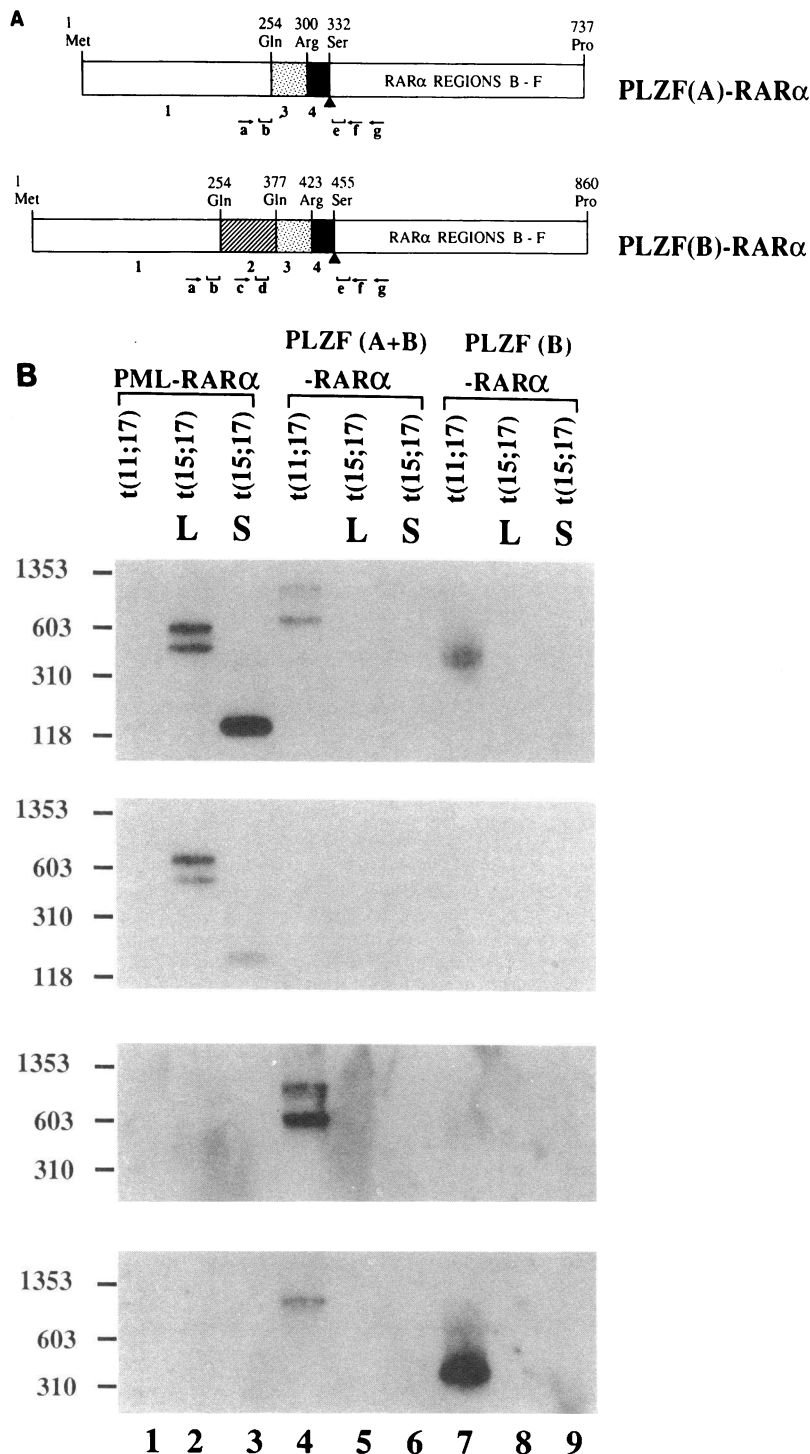 A
1 254 300 332 737
Met Gln Arg Ser Pro
RARα REGIONS B - F
PLZF(A)-RARα
1 3 4
a b e f g
1 254 377 423 455 860
Met Gln Gln Arg Ser Pro
RARα REGIONS B - F
PLZF(B)-RARα
1 2 3 4
a b c d e f g
B
PML-RARα
PLZF (A+B)
-RARα
PLZF (B)
-RARα
t(11;17) t(15;17) t(15;17) t(11;17) t(15;17) t(15;17) t(11;17) t(15;17) t(15;17)
L S L S L S
1353
603
310
118
1353
603
310
118
1353
603
310
1353
603
310
1 2 3 4 5 6 7 8 9